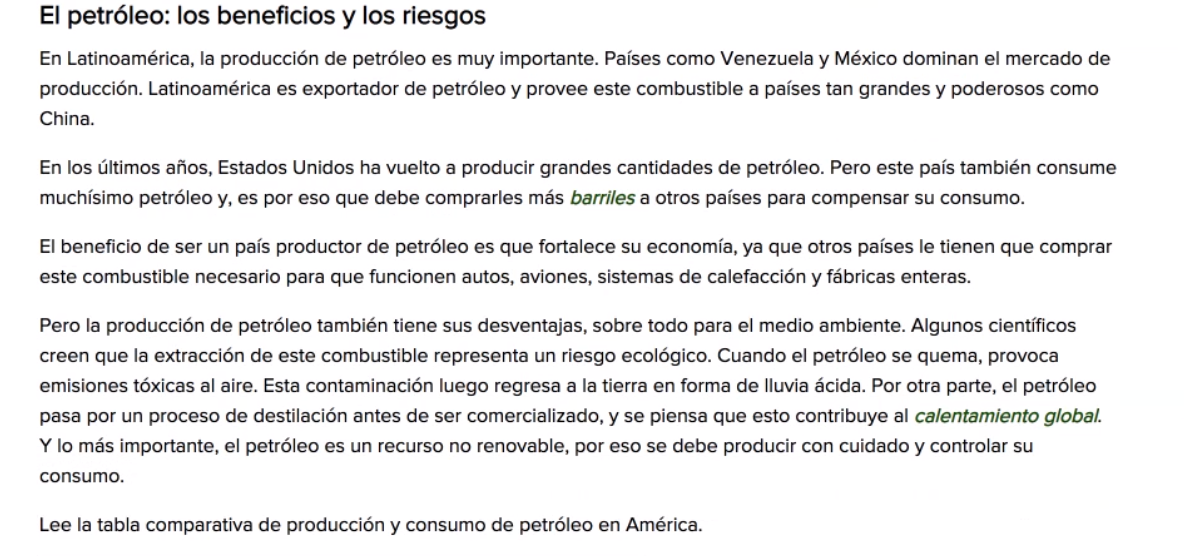 El petróleo: los beneficios y los riesgos
En Latinoamérica, la producción de petróleo es muy importante. Países como Venezuela y México dominan el mercado de
producción. Latinoamérica es exportador de petróleo y provee este combustible a países tan grandes y poderosos como
China.
En los últimos años, Estados Unidos ha vuelto a producir grandes cantidades de petróleo. Pero este país también consume
muchísimo petróleo y, es por eso que debe comprarles más barriles a otros países para compensar su consumo.
El beneficio de ser un país productor de petróleo es que fortalece su economía, ya que otros países le tienen que comprar
este combustible necesario para que funcionen autos, aviones, sistemas de calefacción y fábricas enteras.
Pero la producción de petróleo también tiene sus desventajas, sobre todo para el medio ambiente. Algunos científicos
creen que la extracción de este combustible representa un riesgo ecológico. Cuando el petróleo se quema, provoca
emisiones tóxicas al aire. Esta contaminación luego regresa a la tierra en forma de lluvia ácida. Por otra parte, el petróleo
pasa por un proceso de destilación antes de ser comercializado, y se piensa que esto contribuye al calentamiento global.
Y lo más importante, el petróleo es un recurso no renovable, por eso se debe producir con cuidado y controlar su
consumo.
Lee la tabla comparativa de producción y consumo de petróleo en América.